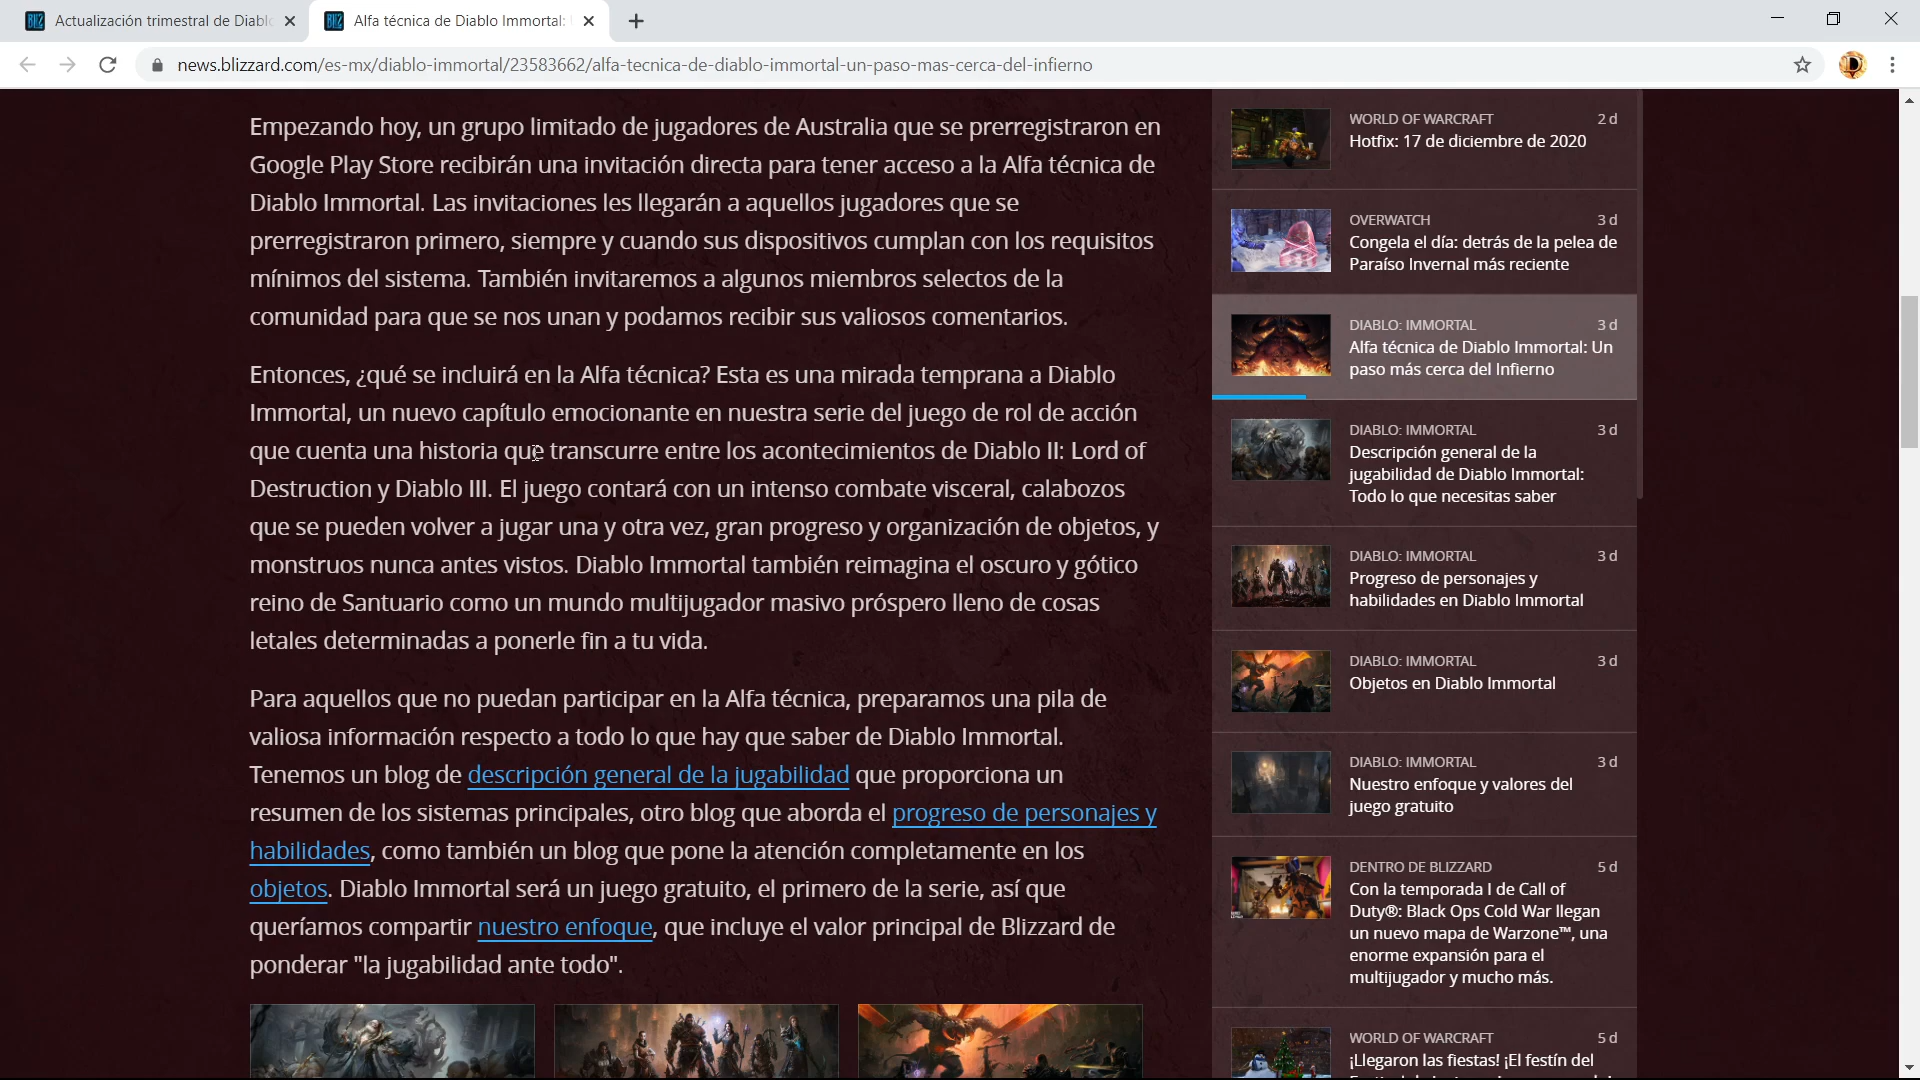 Actualización trimestral de Diablo
Alfa técnica de Diablo Immortal:
news.blizzard.com/es-mx/diablo-immortal/23583662/alfa-tecnica-de-diablo-immortal-un-paso-mas-cerca-del-infierno
Empezando hoy, un grupo limitado de jugadores de Australia que se prerregistraron en
Google Play Store recibirán una invitación directa para tener acceso a la Alfa técnica de
Diablo Immortal. Las invitaciones les llegarán a aquellos jugadores que se
prerregistraron primero, siempre y cuando sus dispositivos cumplan con los requisitos
mínimos del sistema. También invitaremos a algunos miembros selectos de la
comunidad para que se nos unan y podamos recibir sus valiosos comentarios.
Entonces, ¿qué se incluirá en la Alfa técnica? Esta es una mirada temprana a Diablo
Immortal, un nuevo capítulo emocionante en nuestra serie del juego de rol de acción
que cuenta una historia que transcurre entre los acontecimientos de Diablo II: Lord of
Destruction y Diablo III. El juego contará con un intenso combate visceral, calabozos
que se pueden volver a jugar una y otra vez, gran progreso y organización de objetos, y
monstruos nunca antes vistos. Diablo Immortal también reimagina el oscuro y gótico
reino de Santuario como un mundo multijugador masivo próspero lleno de cosas
letales determinadas a ponerle fin a tu vida.
Para aquellos que no puedan participar en la Alfa técnica, preparamos una pila de
valiosa información respecto a todo lo que hay que saber de Diablo Immortal.
Tenemos un blog de descripción general de la jugabilidad que proporciona un
resumen de los sistemas principales, otro blog que aborda el progreso de personajes y
habilidades, como también un blog que pone la atención completamente en los
objetos. Diablo Immortal será un juego gratuito, el primero de la serie, así que
queríamos compartir nuestro enfoque, que incluye el valor principal de Blizzard de
ponderar "la jugabilidad ante todo".
WORLD OF WARCRAFT 2 d
Hotfix: 17 de diciembre de 2020
OVERWATCH 3 d
Congela el día: detrás de la pelea de
Paraíso Invernal más reciente
DIABLO: IMMORTAL 3 d
Alfa técnica de Diablo Immortal: Un
paso más cerca del Infierno
DIABLO: IMMORTAL 3 d
Descripción general de la
jugabilidad de Diablo Immortal:
Todo lo que necesitas saber
DIABLO: IMMORTAL 3 d
Progreso de personajes y
habilidades en Diablo Immortal
DIABLO: IMMORTAL 3 d
Objetos en Diablo Immortal
DIABLO: IMMORTAL 3 d
Nuestro enfoque y valores del
juego gratuito
DENTRO DE BLIZZARD 5 d
Con la temporada I de Call of
Duty®: Black Ops Cold War llegan
un nuevo mapa de Warzone™, una
enorme expansión para el
multijugador y mucho más.
WORLD OF WARCRAFT 5 d
¡Llegaron las fiestas! ¡El festín del